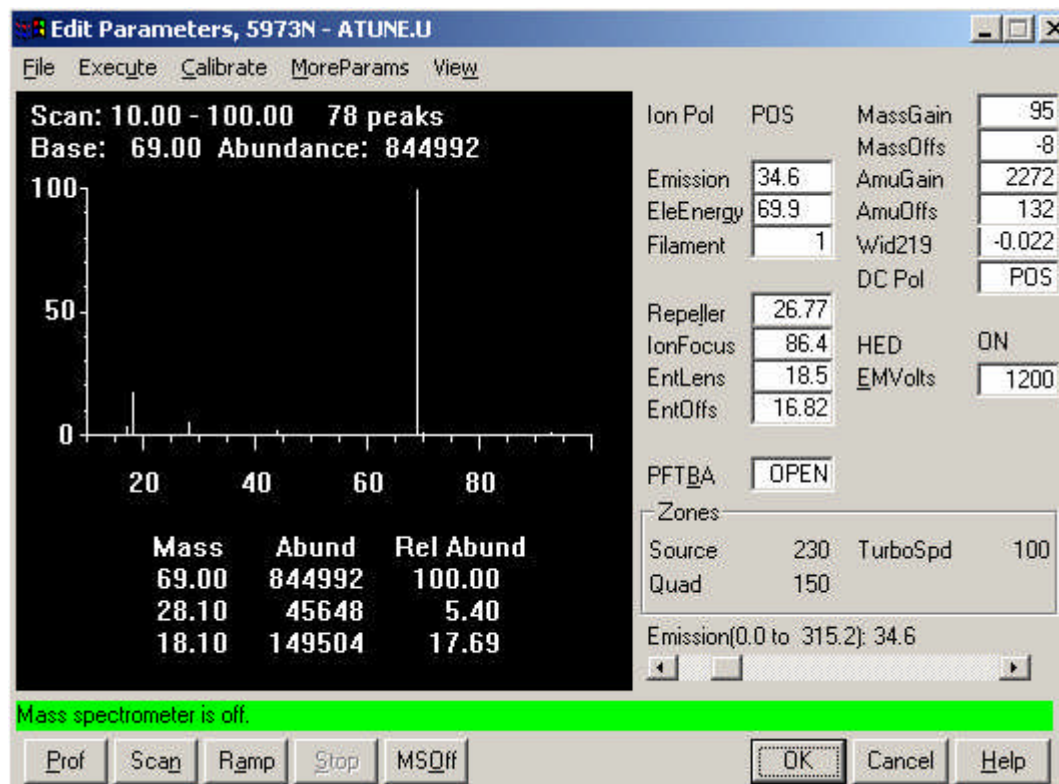 Edit Parameters, 5973N - ATUNE.U
File Execute Calibrate MoreParams View
Scan: 10.00 - 100.00 78 peaks
Base: 69.00 Abundance: 844992
100
50
0
20 40 60 80
Mass Abund Rel Abund
69.00 844992 100.00
28.10 45648 5.40
18.10 149504 17.69
Ion Pol POS
Emission 34.6
EleEnergy 69.9
Filament 1
Repeller 26.77
IonFocus 86.4
EntLens 18.5
EntOffs 16.82
PFTBA OPEN
MassGain 95
MassOffs -8
AmuGain 2272
AmuOffs 132
Wid219 -0.022
DC Pol POS
HED ON
EMVolts 1200
Zones
Source 230 TurboSpd 100
Quad 150
Emission(0.0 to 315.2): 34.6
Mass spectrometer is off.
Prof Scan Ramp Stop MSOff OK Cancel Help